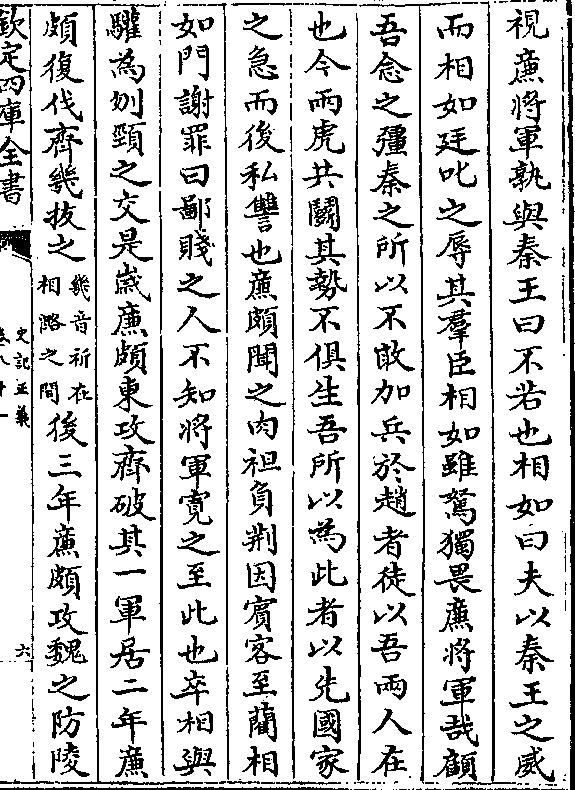 視廉將軍孰與秦王曰不若也相如曰夫以秦王之威
而相如廷叱之辱其羣臣相如雖駑獨畏廉將軍哉顧
吾念之彊秦之所以不敢加兵於趙者徒以吾兩人在
也今兩虎共鬭其勢不俱生吾所以為此者以先國家
之急而後私讐也廉頗聞之肉袒負荆因賓客至藺相
如門謝罪曰鄙賤之人不知將軍寛之至此也卒相與
驩為刎頸之交是歲廉頗東攻齊破其一軍居二年廉
頗復伐齊幾拔之幾音祈在相潞之間後三年廉頗攻魏之防陵
欽定四庫全書
史記正義
卷八十一
六